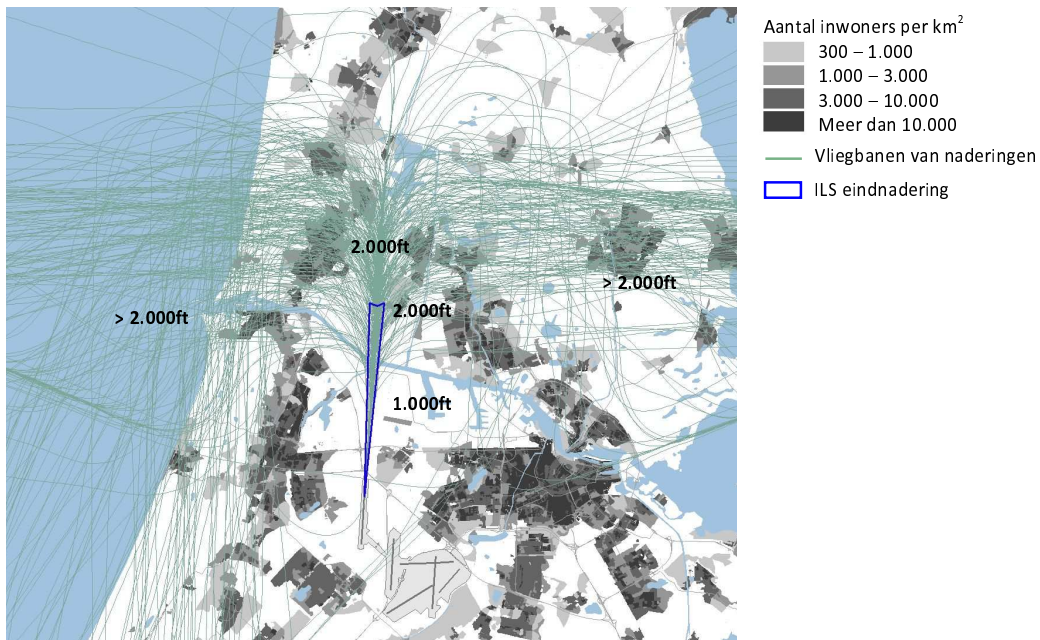 Aantal inwoners per km²
300 – 1.000
1.000 – 3.000
3.000 – 10.000
Meer dan 10.000
Vliegbanen van naderingen
ILS eindnadering
2.000ft
> 2.000ft
2.000ft
> 2.000ft
1.000ft